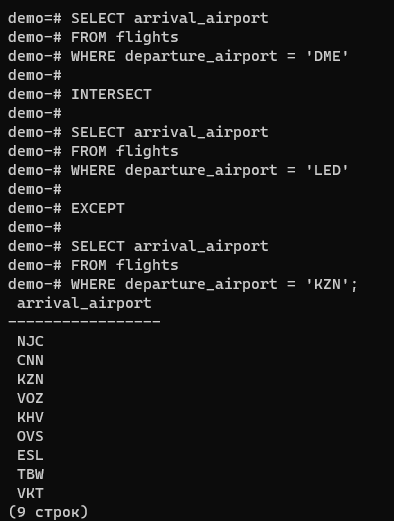 demo=# SELECT arrival_airport
demo-# FROM flights
demo-# WHERE departure_airport = 'DME'
demo-#
demo-# INTERSECT
demo-#
demo-# SELECT arrival_airport
demo-# FROM flights
demo-# WHERE departure_airport = 'LED'
demo-#
demo-# EXCEPT
demo-#
demo-# SELECT arrival_airport
demo-# FROM flights
demo-# WHERE departure_airport = 'KZN';
 arrival_airport
-----------------
 NJC
 CNN
 KZN
 VOZ
 KHV
 OVS
 ESL
 TBW
 VKT
(9 строк)